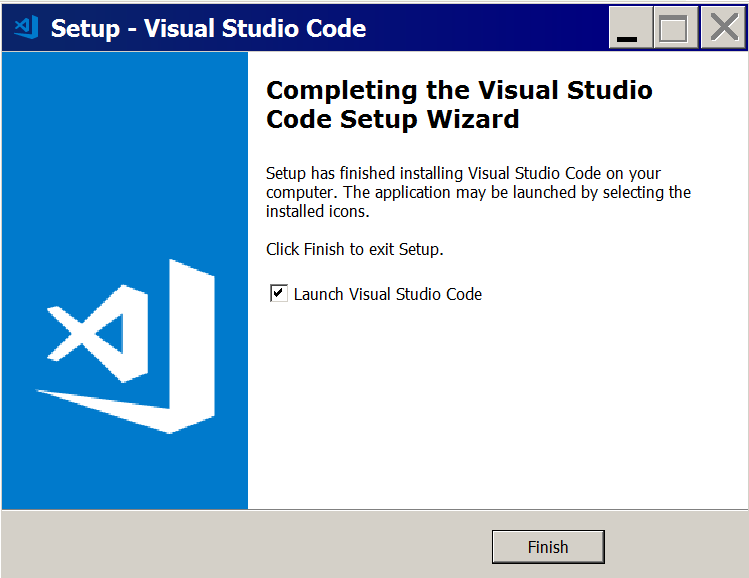 Setup - Visual Studio Code
Completing the Visual Studio
Code Setup Wizard
Setup has finished installing Visual Studio Code on your
computer. The application may be launched by selecting the
installed icons.
Click Finish to exit Setup.
Launch Visual Studio Code
Finish